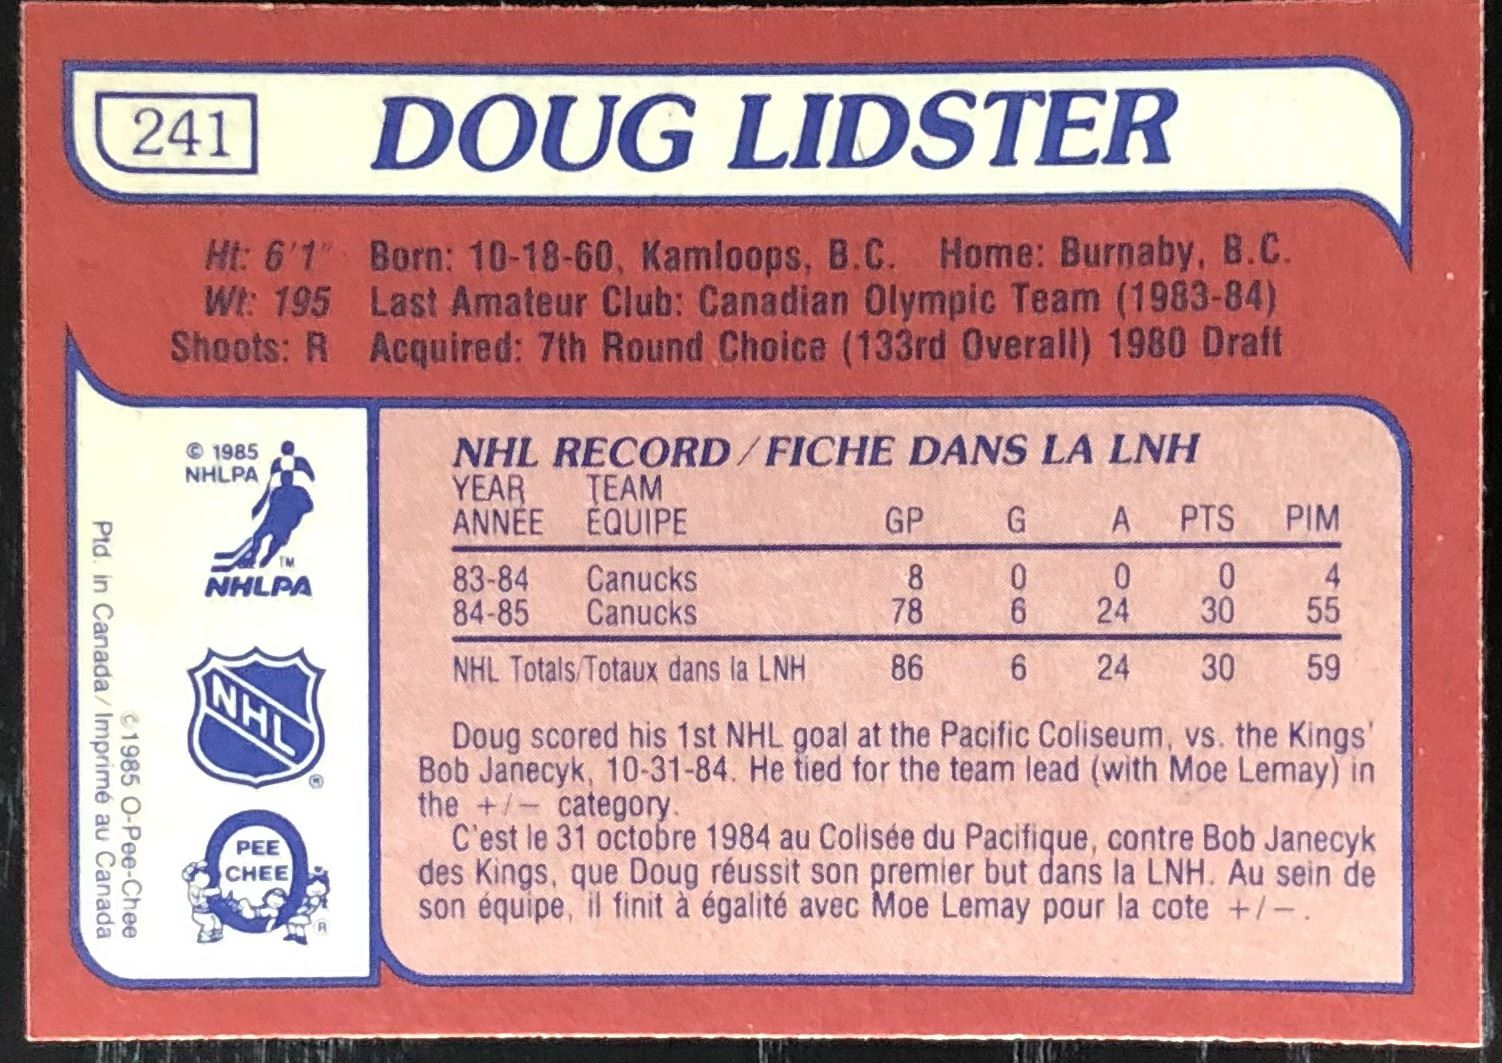 241 DOUG LIDSTER
Ht: 6'1" Born: 10-18-60, Kamloops, B.C. Home: Burnaby, B.C.
Wt: 195 Last Amateur Club: Canadian Olympic Team (1983-84)
Shoots: R Acquired: 7th Round Choice (133rd Overall) 1980 Draft
© 1985
NHLPA
TM
NHLPA
NHL
®
PEE
CHEE
®
©1985 O-Pee-Chee
Ptd. in Canada/Imprimé au Canada
NHL RECORD/FICHE DANS LA LNH
YEAR TEAM
ANNÉE ÉQUIPE GP G A PTS PIM
83-84 Canucks 8 0 0 0 4
84-85 Canucks 78 6 24 30 55
NHL Totals/Totaux dans la LNH 86 6 24 30 59
Doug scored his 1st NHL goal at the Pacific Coliseum, vs. the Kings'
Bob Janecyk, 10-31-84. He tied for the team lead (with Moe Lemay) in
the +/− category.
C'est le 31 octobre 1984 au Colisée du Pacifique, contre Bob Janecyk
des Kings, que Doug réussit son premier but dans la LNH. Au sein de
son équipe, il finit à égalité avec Moe Lemay pour la cote +/−.